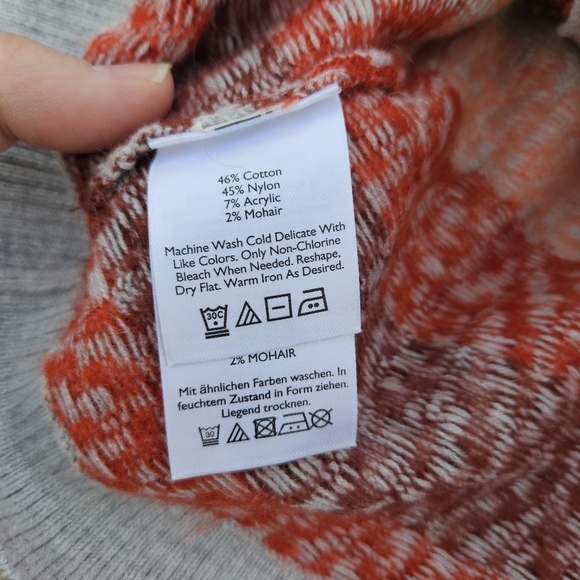 46% Cotton
45% Nylon
7% Acrylic
2% Mohair
Machine Wash Cold Delicate With
Like Colors. Only Non-Chlorine
Bleach When Needed. Reshape,
Dry Flat. Warm Iron As Desired.
30C
2% MOHAIR
Mit ähnlichen Farben waschen. In
feuchtem Zustand in Form ziehen.
Liegend trocknen.
30